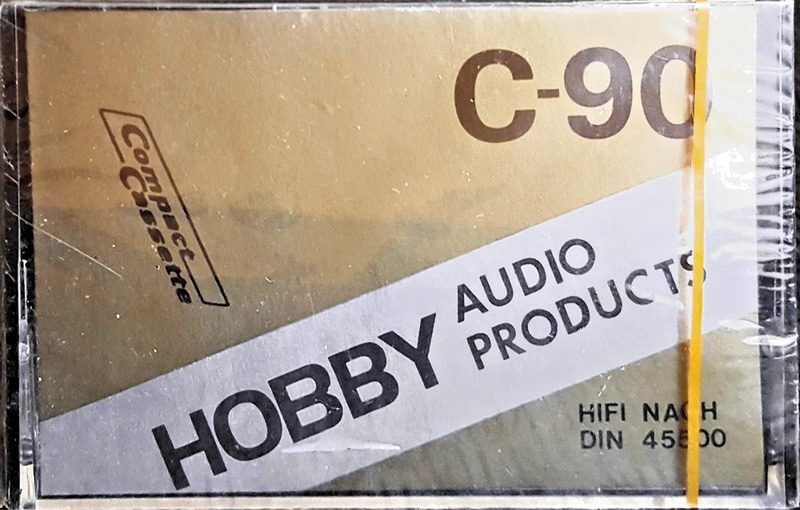 C-90
Compact
Cassette
HOBBY
AUDIO
PRODUCTS
HIFI NACH
DIN 45500